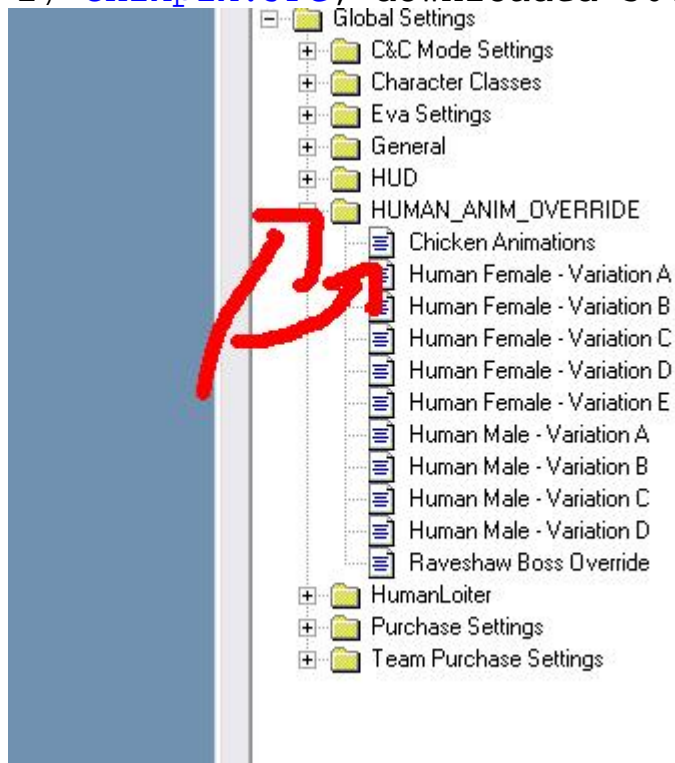 Global Settings
C&C Mode Settings
Character Classes
Eva Settings
General
HUD
HUMAN_ANIM_OVERRIDE
Chicken Animations
Human Female - Variation A
Human Female - Variation B
Human Female - Variation C
Human Female - Variation D
Human Female - Variation E
Human Male - Variation A
Human Male - Variation B
Human Male - Variation C
Human Male - Variation D
Raveshaw Boss Override
HumanLoiter
Purchase Settings
Team Purchase Settings